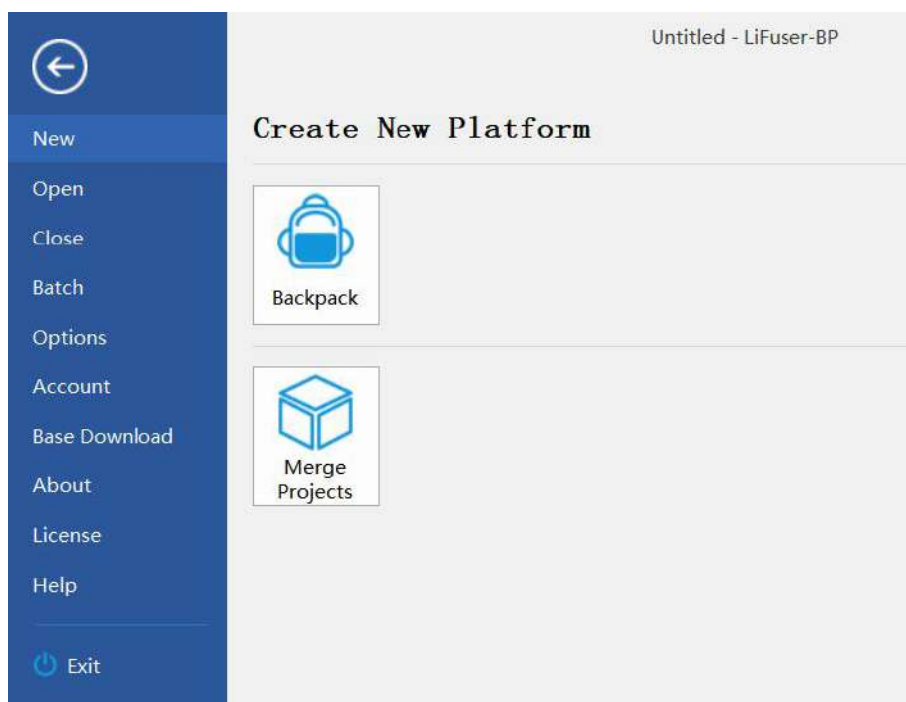 Untitled - LiFuser-BP
New
Open
Close
Batch
Options
Account
Base Download
About
License
Help
Exit
Create New Platform
Backpack
Merge
Projects